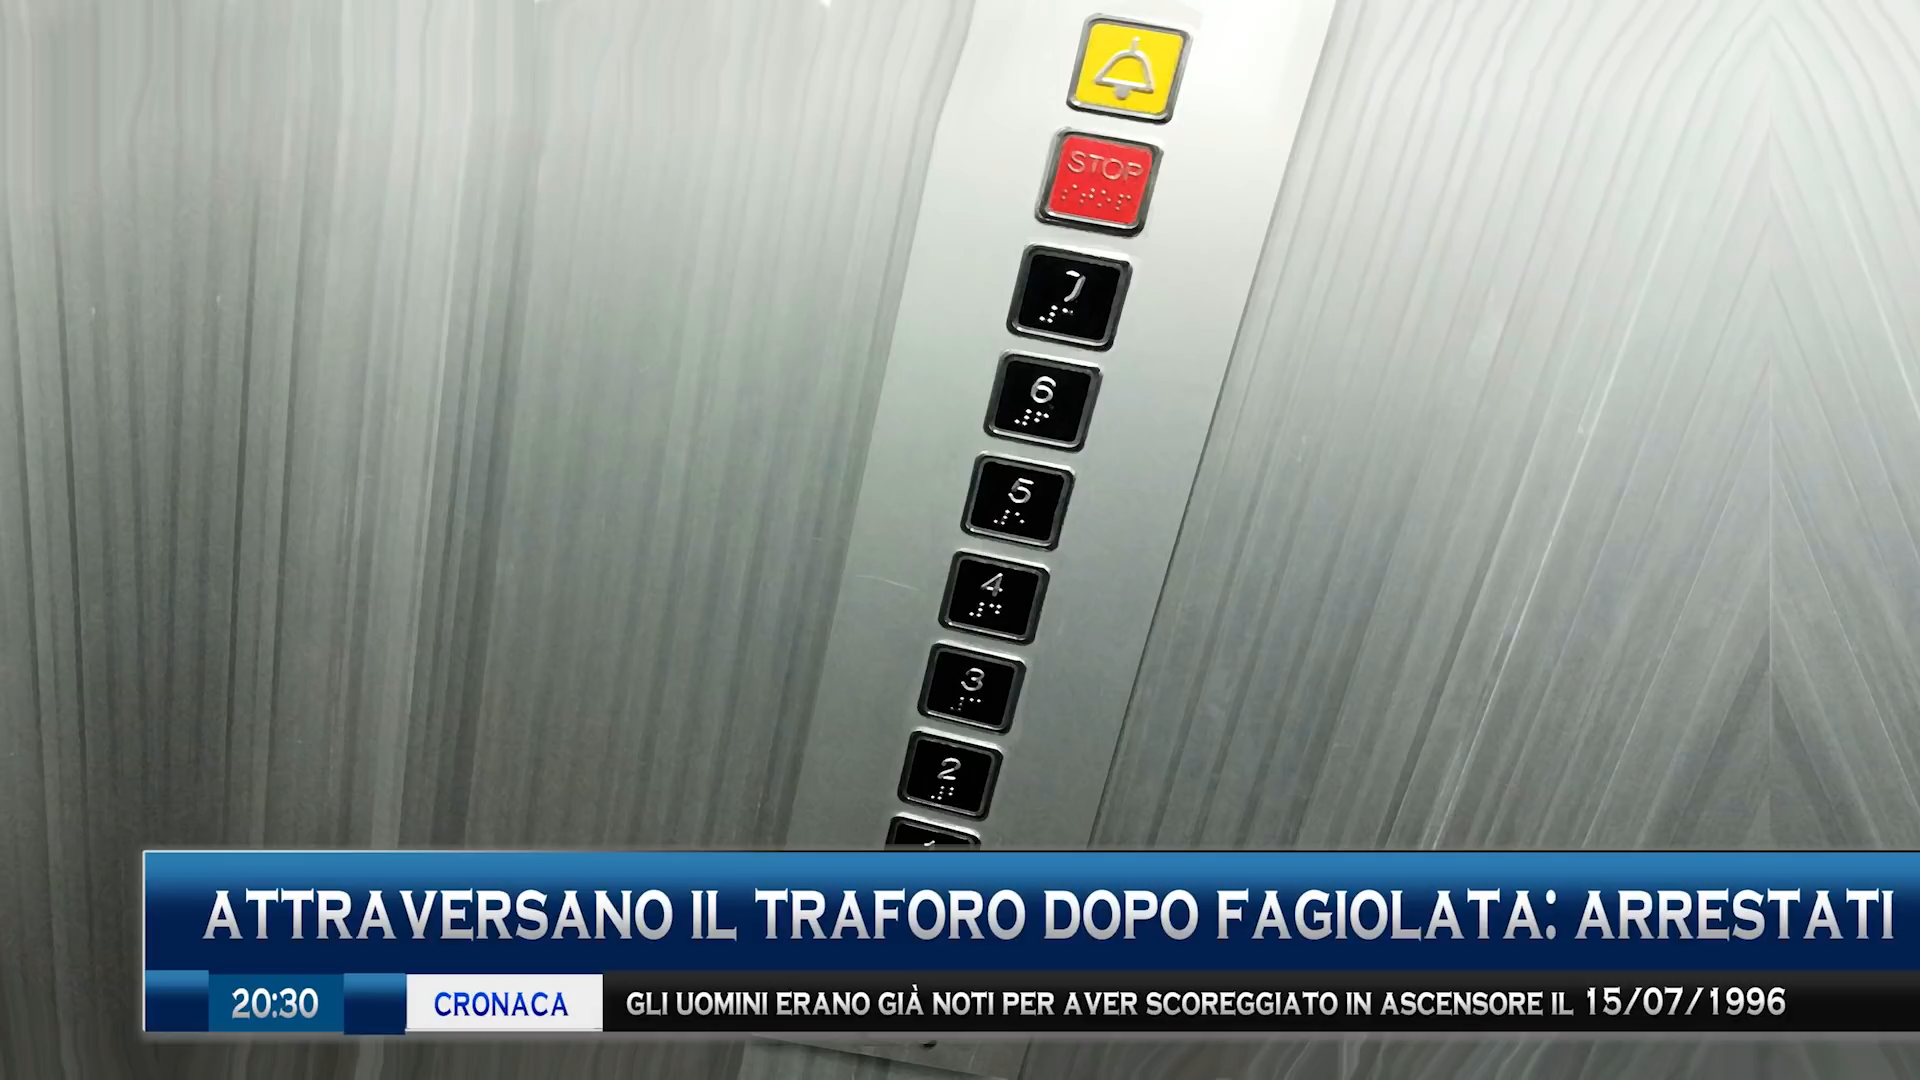 STOP
7
6
5
4
3
2
1
ATTRAVERSANO IL TRAFORO DOPO FAGIOLATA: ARRESTATI
20:30
CRONACA
GLI UOMINI ERANO GIÀ NOTI PER AVER SCOREGGIATO IN ASCENSORE IL 15/07/1996